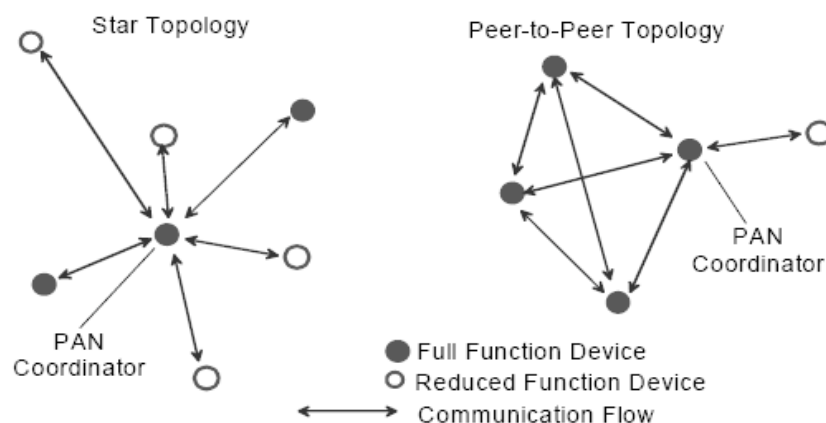 Star Topology
Peer-to-Peer Topology
PAN
Coordinator
PAN
Coordinator
Full Function Device
Reduced Function Device
Communication Flow